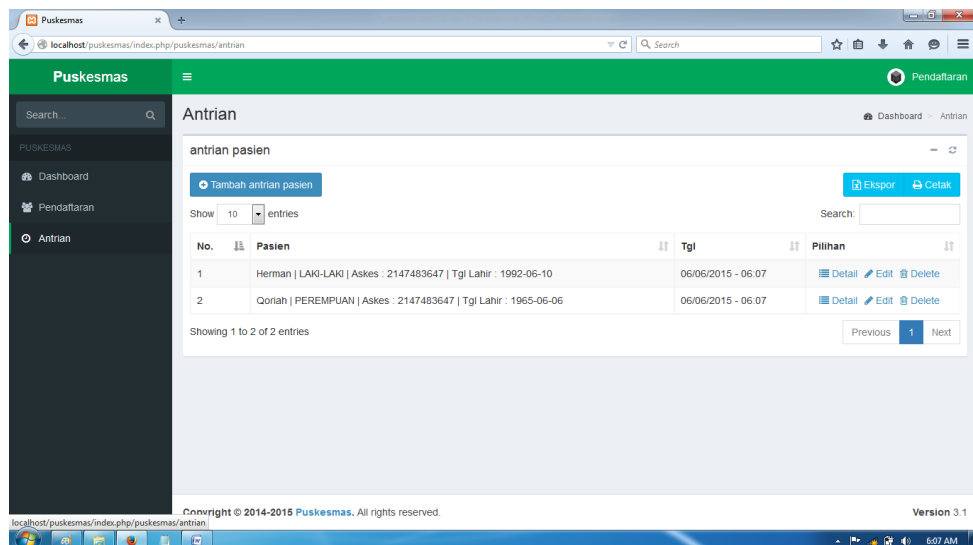 Puskesmas
localhost/puskesmas/index.php/puskesmas/antrian
Search
Puskesmas
Pendaftaran
Search...
Antrian
Dashboard > Antrian
PUSKESMAS
Dashboard
Pendaftaran
Antrian
antrian pasien
Tambah antrian pasien
Ekspor
Cetak
Show 10 entries
Search:
No. Pasien Tgl Pilihan
1 Herman | LAKI-LAKI | Askes : 2147483647 | Tgl Lahir : 1992-06-10 06/06/2015 - 06:07 Detail Edit Delete
2 Qoriah | PEREMPUAN | Askes : 2147483647 | Tgl Lahir : 1965-06-06 06/06/2015 - 06:07 Detail Edit Delete
Showing 1 to 2 of 2 entries
Previous 1 Next
Copyright © 2014-2015 Puskesmas. All rights reserved.
Version 3.1
localhost/puskesmas/index.php/puskesmas/antrian
6:07 AM